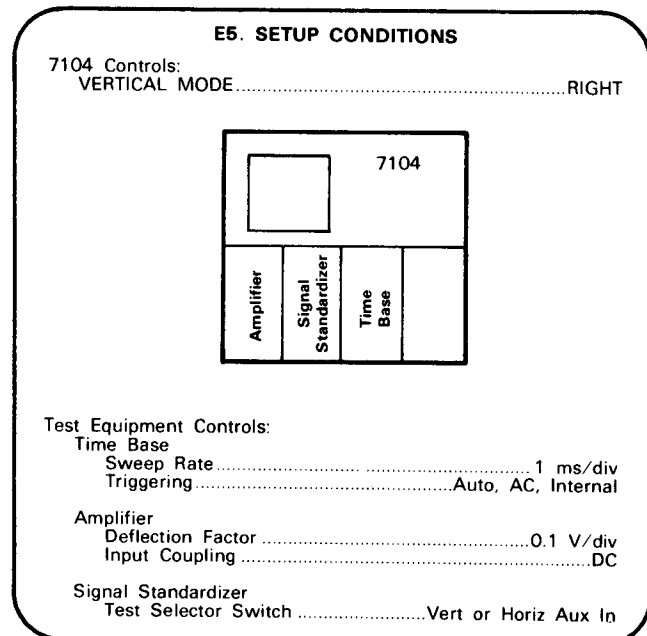 E5. SETUP CONDITIONS
7104 Controls:
VERTICAL MODE..........................................................RIGHT
7104
Amplifier
Signal
Standardizer
Time
Base
Test Equipment Controls:
Time Base
Sweep Rate.......................... ..............................1 ms/div
Triggering.............................................Auto, AC, Internal
Amplifier
Deflection Factor...............................................0.1 V/div
Input Coupling..............................................................DC
Signal Standardizer
Test Selector Switch......................Vert or Horiz Aux In